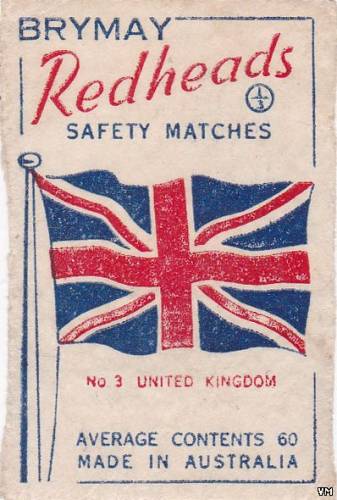 BRYMAY
Redheads
1/3
SAFETY MATCHES
No 3 UNITED KINGDOM
AVERAGE CONTENTS 60
MADE IN AUSTRALIA
VM